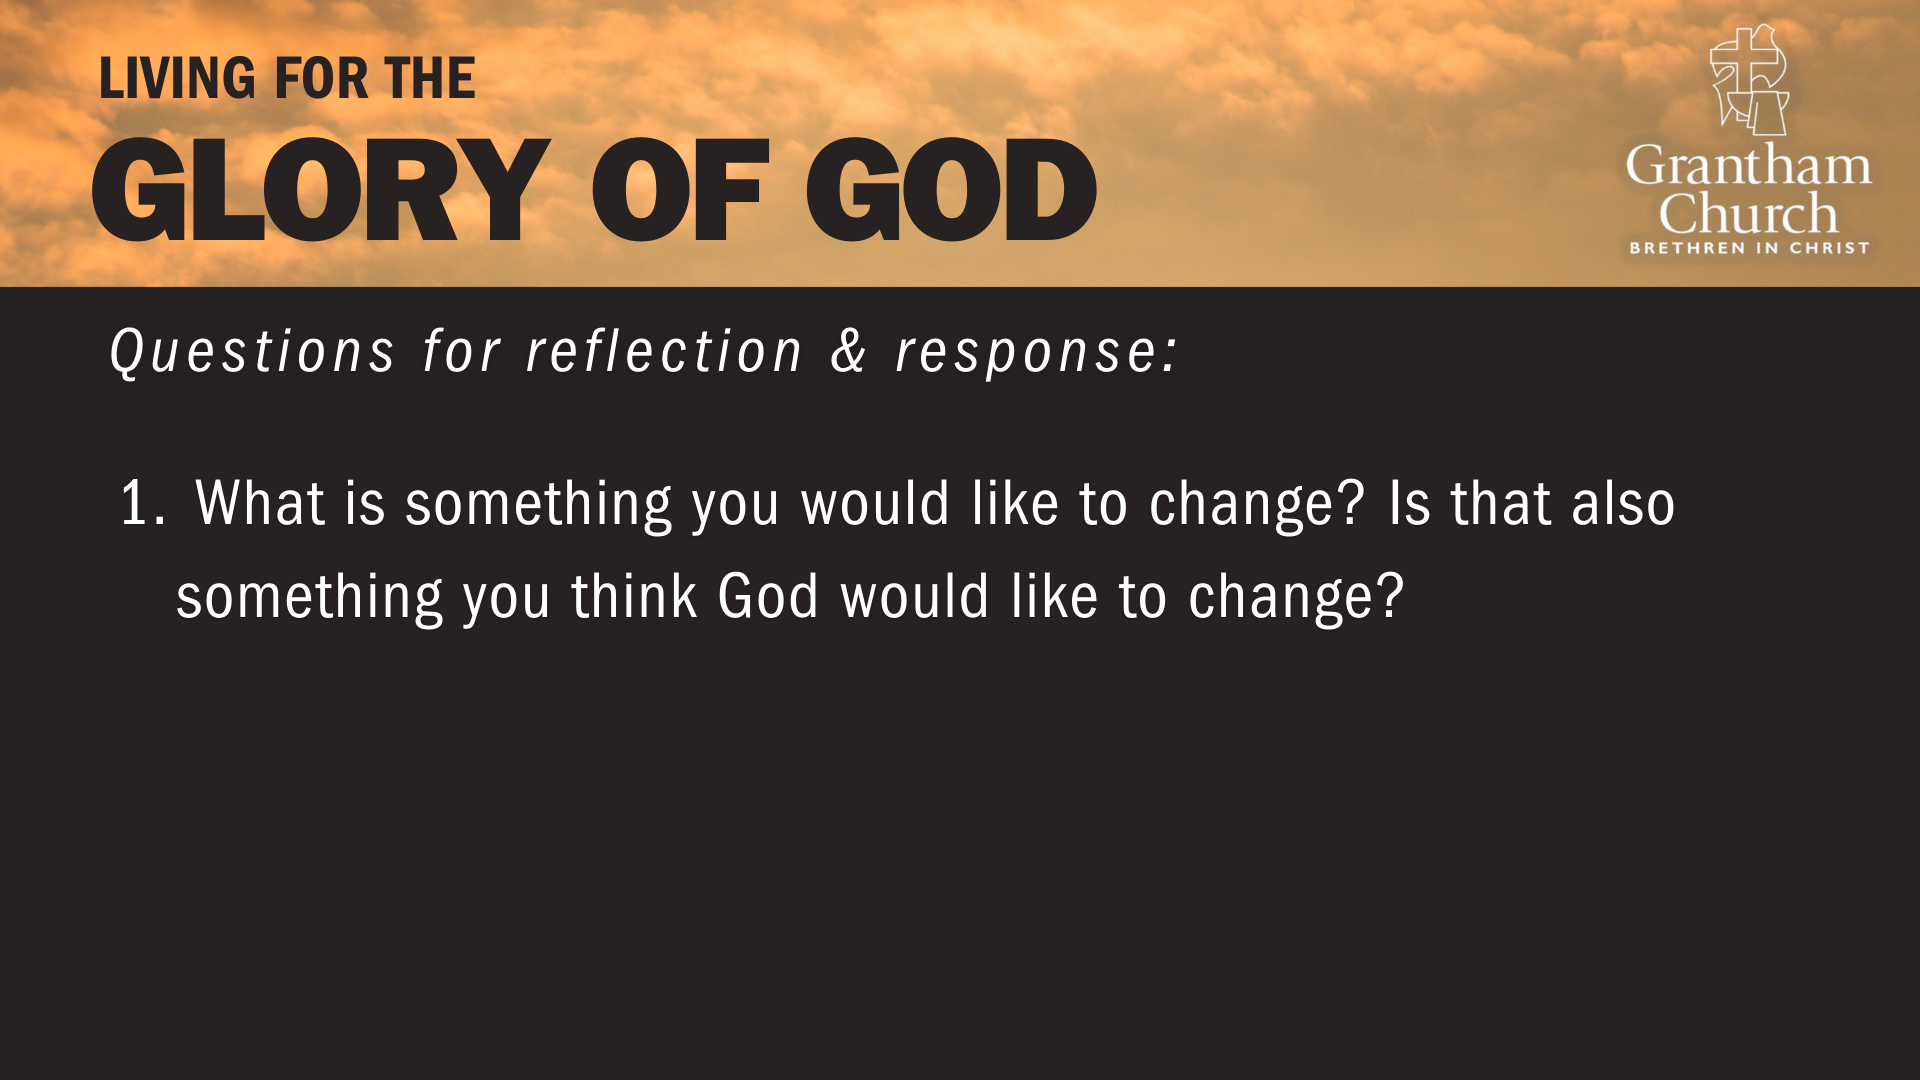 LIVING FOR THE
GLORY OF GOD
Grantham
Church
BRETHREN IN CHRIST
Questions for reflection & response:
1. What is something you would like to change? Is that also
something you think God would like to change?